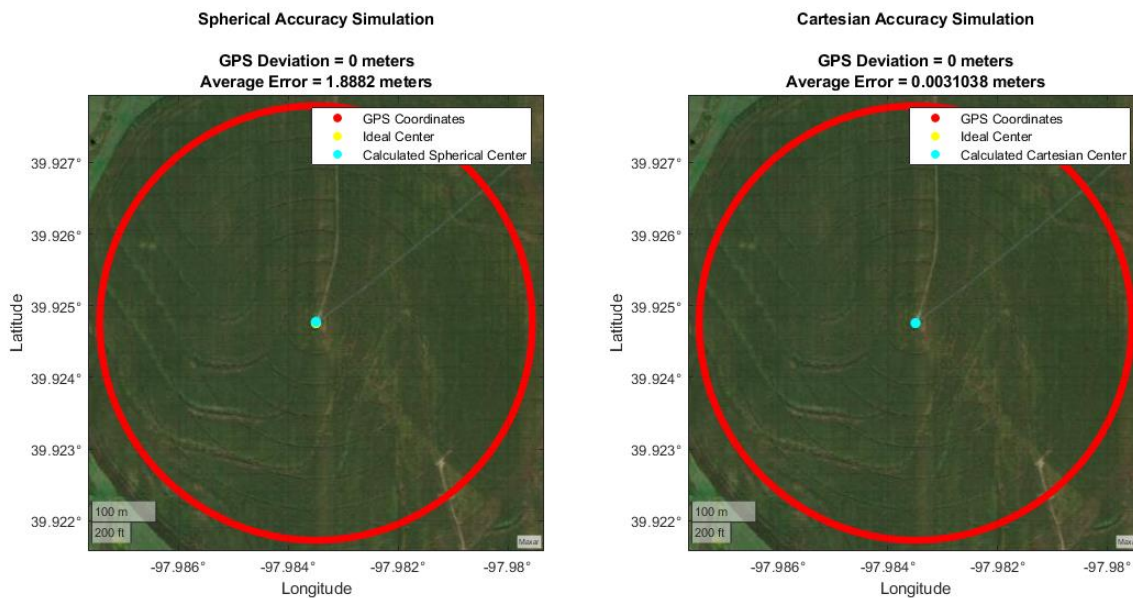 Spherical Accuracy Simulation
GPS Deviation = 0 meters
Average Error = 1.8882 meters
GPS Coordinates
Ideal Center
Calculated Spherical Center
39.927°
39.926°
39.925°
39.924°
39.923°
39.922°
Latitude
100 m
200 ft
Maxar
-97.986°
-97.984°
-97.982°
-97.98°
Longitude
Cartesian Accuracy Simulation
GPS Deviation = 0 meters
Average Error = 0.0031038 meters
GPS Coordinates
Ideal Center
Calculated Cartesian Center
39.927°
39.926°
39.925°
39.924°
39.923°
39.922°
Latitude
100 m
200 ft
Maxar
-97.986°
-97.984°
-97.982°
-97.98°
Longitude